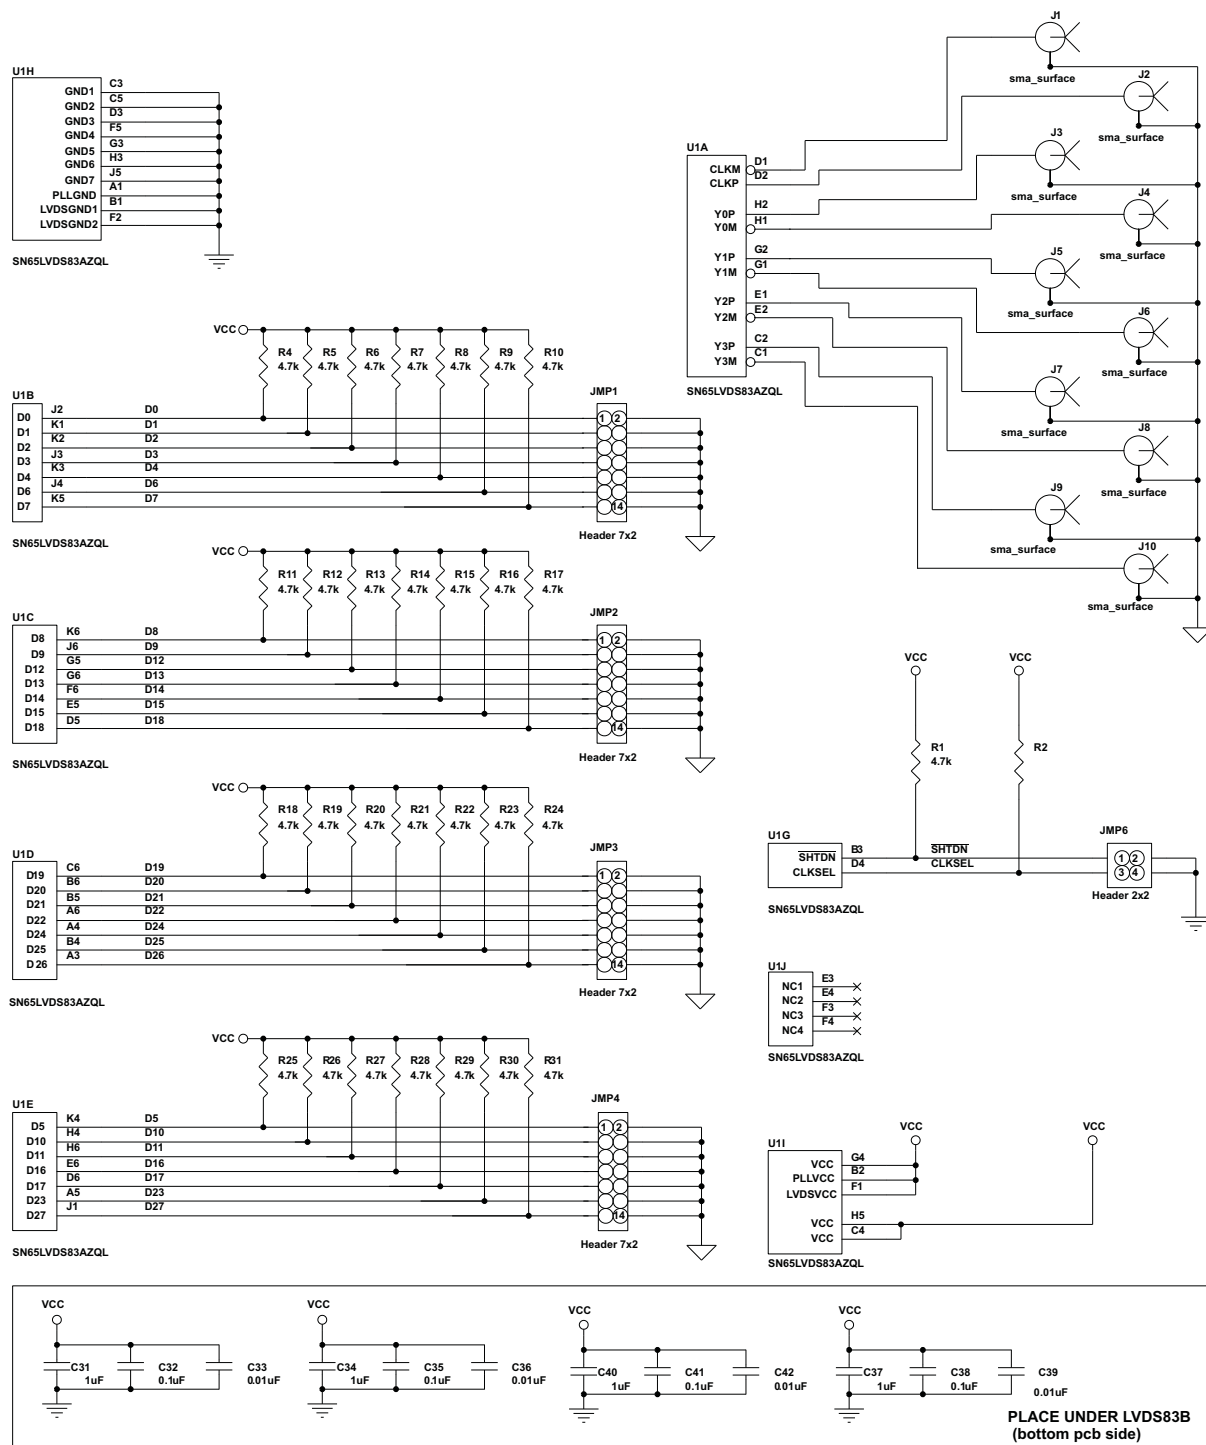 U1H
GND1 C3
GND2 C5
GND3 D3
GND4 F5
GND5 G3
GND6 H3
GND7 J5
PLLGND A1
LVDSGND1 B1
LVDSGND2 F2
SN65LVDS83AZQL
U1A
CLKM D1
CLKP D2
Y0P H2
Y0M H1
Y1P G2
Y1M G1
Y2P E1
Y2M E2
Y3P C2
Y3M C1
SN65LVDS83AZQL
J1
sma_surface
J2
sma_surface
J3
sma_surface
J4
sma_surface
J5
sma_surface
J6
sma_surface
J7
sma_surface
J8
sma_surface
J9
sma_surface
J10
sma_surface
VCC
R4 R5 R6 R7 R8 R9 R10
4.7k 4.7k 4.7k 4.7k 4.7k 4.7k 4.7k
U1B
JMP1
D0 J2 D0 1 2
D1 K1 D1
D2 K2 D2
D3 J3 D3
D4 K3 D4
D6 J4 D6
D7 K5 D7 14
Header 7x2
SN65LVDS83AZQL
VCC
R11 R12 R13 R14 R15 R16 R17
4.7k 4.7k 4.7k 4.7k 4.7k 4.7k 4.7k
U1C
JMP2
D8 K6 D8 1 2
D9 J6 D9
D12 G5 D12
D13 G6 D13
D14 F6 D14
D15 E5 D15
D18 D5 D18 14
Header 7x2
SN65LVDS83AZQL
VCC
R18 R19 R20 R21 R22 R23 R24
4.7k 4.7k 4.7k 4.7k 4.7k 4.7k 4.7k
U1D
JMP3
D19 C6 D19 1 2
D20 B6 D20
D21 B5 D21
D22 A6 D22
D24 A4 D24
D25 B4 D25
D26 A3 D26 14
Header 7x2
SN65LVDS83AZQL
VCC
R25 R26 R27 R28 R29 R30 R31
4.7k 4.7k 4.7k 4.7k 4.7k 4.7k 4.7k
U1E
JMP4
D5 K4 D5 1 2
D10 H4 D10
D11 H6 D11
D16 E6 D16
D17 D6 D17
D23 A5 D23
D27 J1 D27 14
Header 7x2
SN65LVDS83AZQL
VCC VCC
R1 R2
4.7k
U1G
JMP6
SHTDN B3 SHTDN 1 2
CLKSEL D4 CLKSEL 3 4
Header 2x2
SN65LVDS83AZQL
U1J
NC1 E3
NC2 E4
NC3 F3
NC4 F4
SN65LVDS83AZQL
VCC VCC
U1I
VCC G4
PLLVCC B2
LVDSVCC F1
VCC H5
VCC C4
SN65LVDS83AZQL
VCC VCC VCC VCC
C31 C32 C33 C34 C35 C36 C40 C41 C42 C37 C38 C39
1uF 0.1uF 0.01uF 1uF 0.1uF 0.01uF 1uF 0.1uF 0.01uF 1uF 0.1uF 0.01uF
PLACE UNDER LVDS83B
(bottom pcb side)